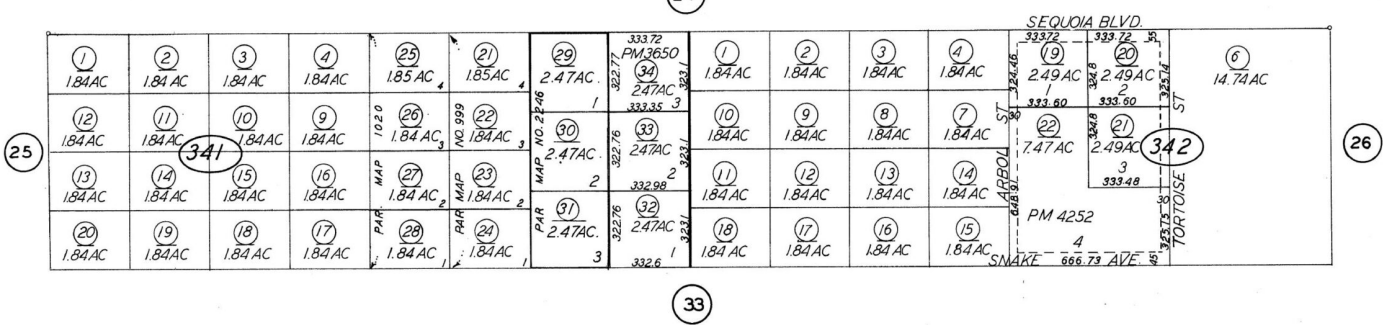 SEQUOIA BLVD.
1 2 3 4 25 21 29 333.72 1 2 3 4 333.72 333.72 55
PM3650
34 19 20 6
1.84 AC 1.84 AC 1.84 AC 1.84 AC 1.85 AC 1.85 AC 2.47 AC. 322.77 2.47 AC 323.1 1.84 AC 1.84 AC 1.84 AC 1.84 AC 324.46 2.49 AC 324.8 2.49 AC 325.14 14.74 AC
4 4 1 333.35 3 1 2
333.60 333.60
12 11 10 9 1020 26 NO. 999 22 30 33 10 9 8 7 30 22 21
1.84 AC 1.84 AC 1.84 AC 1.84 AC 1.84 AC 3 1.84 AC 3 MAP NO. 2246 2.47 AC. 322.76 2.47 AC 323.1 1.84 AC 1.84 AC 1.84 AC 1.84 AC 7.47 AC 324.8 2.49 AC
25 341 2 2 332.98 3 342 26
333.48
13 14 15 16 MAP 27 MAP 23 11 12 13 14 ARBOL ST TORTOISE ST
1.84 AC 1.84 AC 1.84 AC 1.84 AC 1.84 AC 2 1.84 AC 2 1.84 AC 1.84 AC 1.84 AC 1.84 AC 648.91 30
20 19 18 17 PAR. 28 PAR 24 PAR 31 32 18 17 16 15 PM 4252
1.84 AC 1.84 AC 1.84 AC 1.84 AC 1.84 AC 1 1.84 AC 1 2.47 AC. 322.76 2.47 AC 323.1 1.84 AC 1.84 AC 1.84 AC 1.84 AC 4 325.15
3 332.6 1 SNAKE 666.73 AVE. 45
33